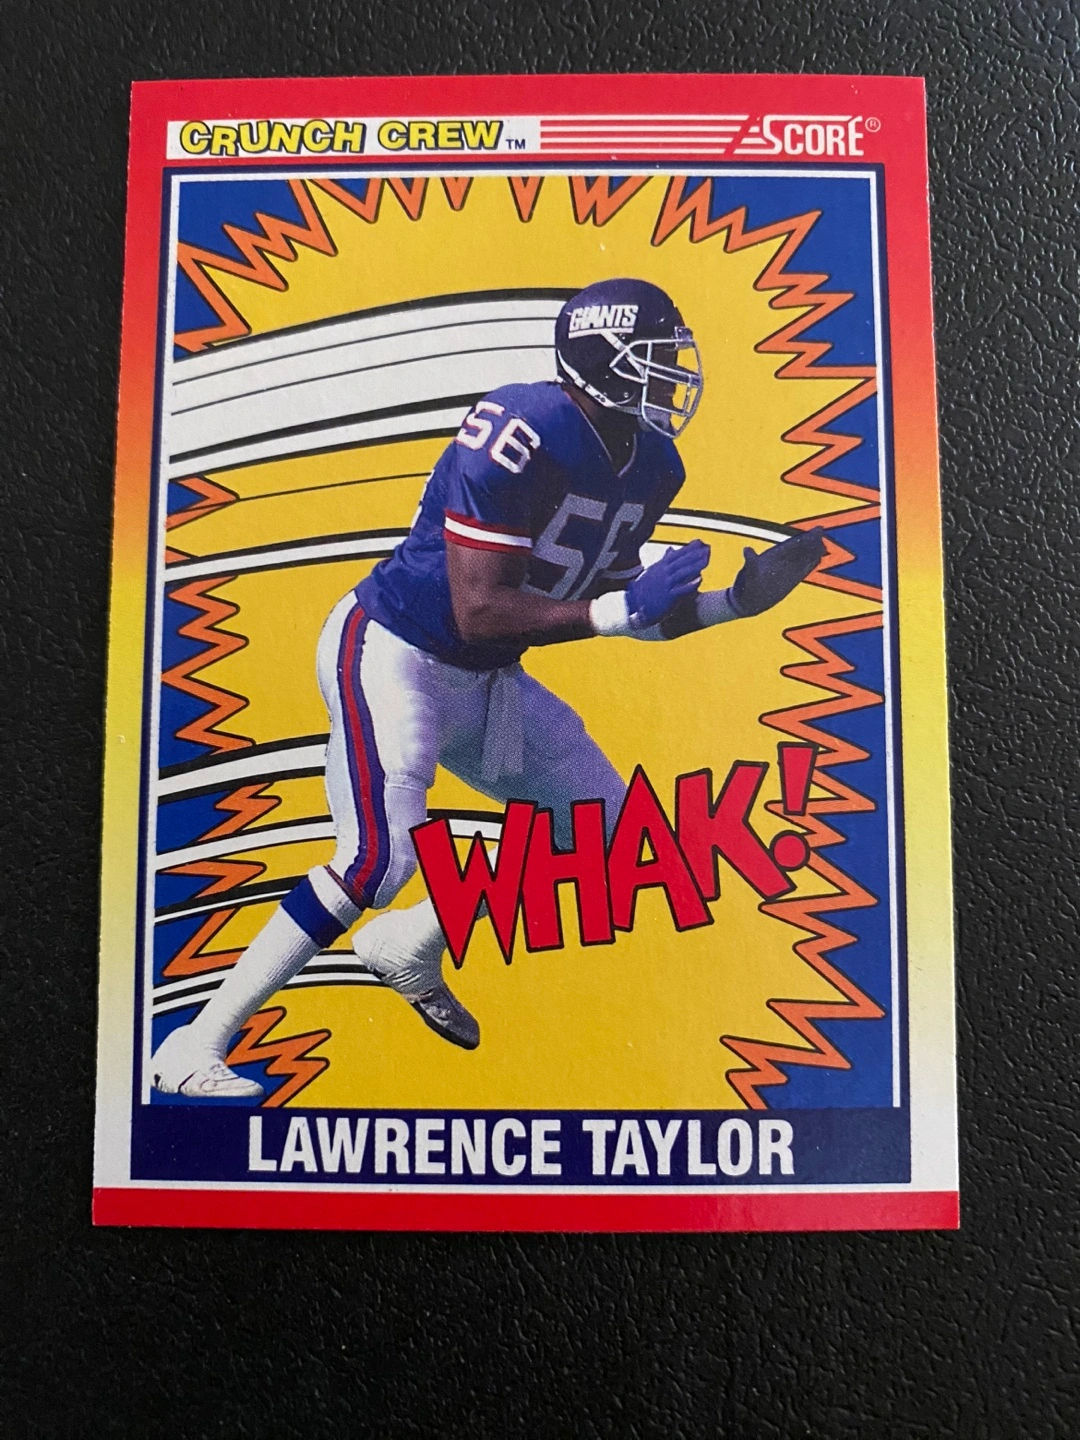 CRUNCH CREW™ SCORE®
GIANTS
56
56
WHAK!
LAWRENCE TAYLOR